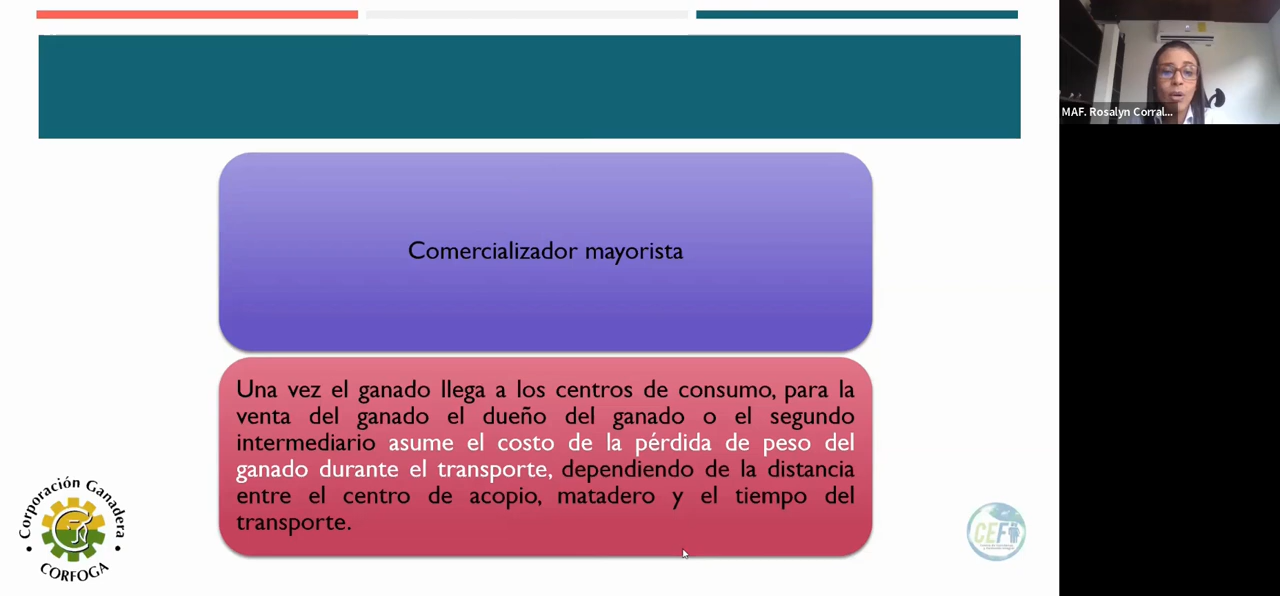 MAF. Rosalyn Corral...
Comercializador mayorista
Una vez el ganado llega a los centros de consumo, para la
venta del ganado el dueño del ganado o el segundo
intermediario asume el costo de la pérdida de peso del
ganado durante el transporte, dependiendo de la distancia
entre el centro de acopio, matadero y el tiempo del
transporte.
Corporación Ganadera
CORFOGA
CEFI